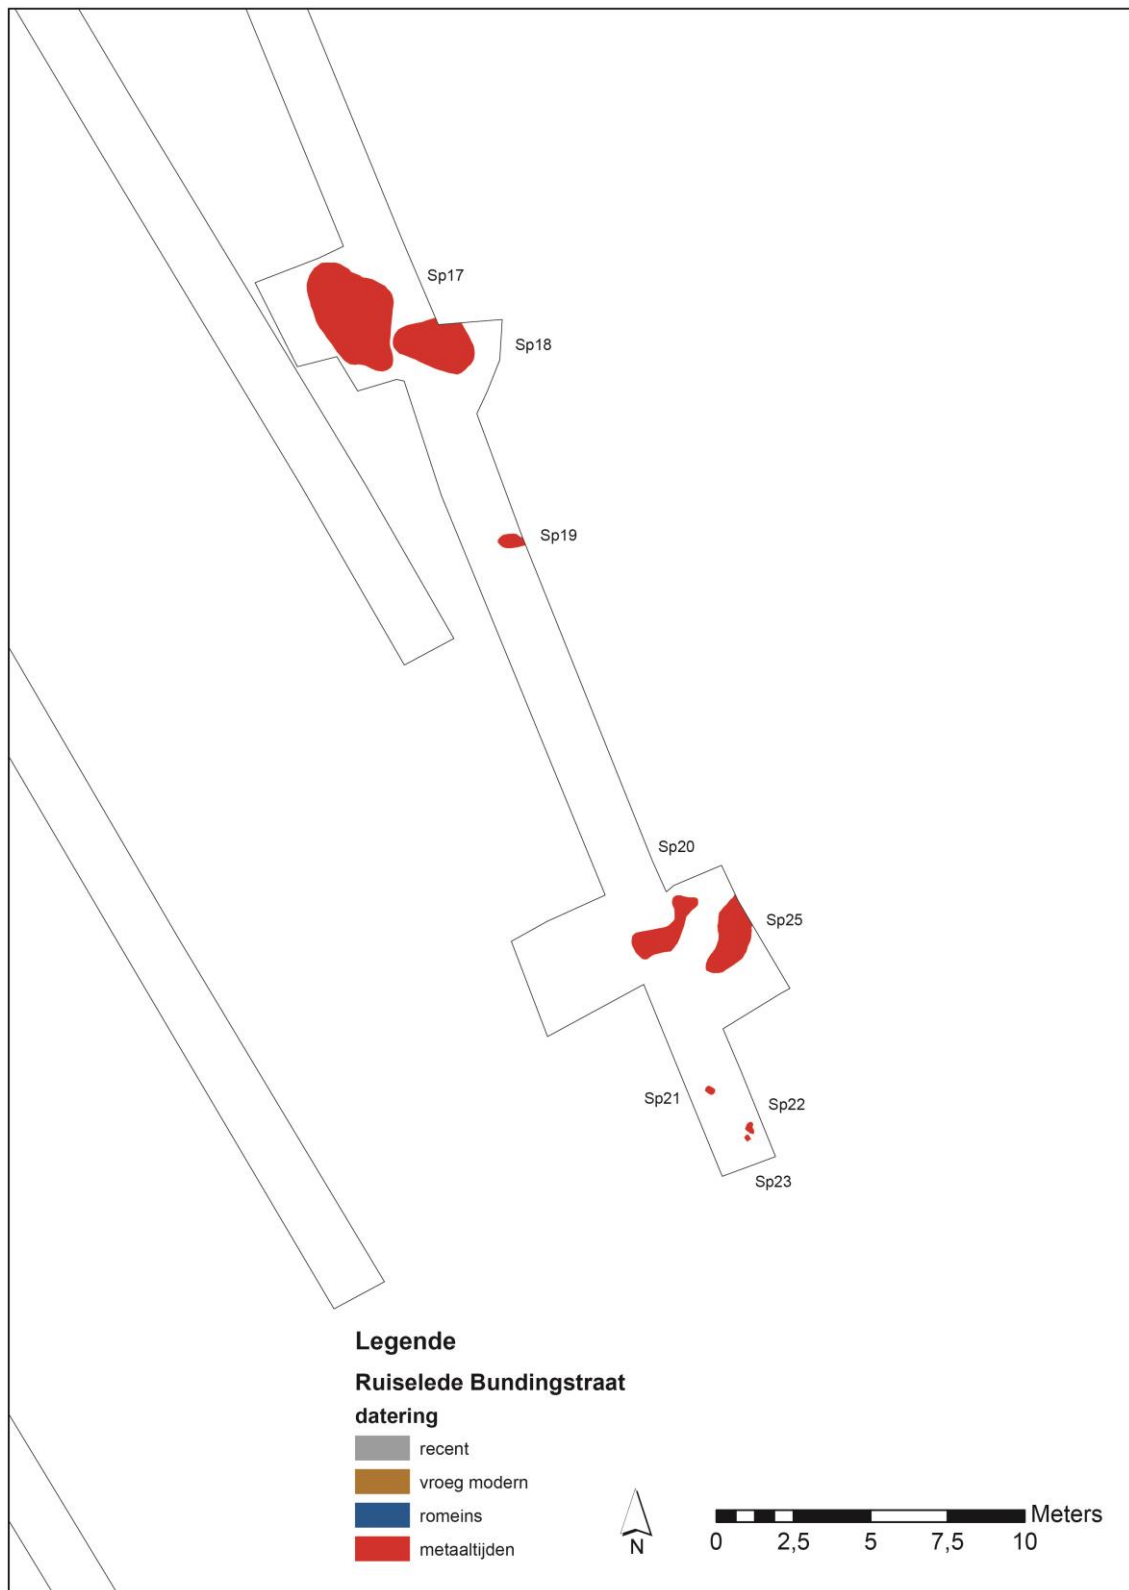 Sp17
Sp18
Sp19
Sp20
Sp25
Sp21
Sp22
Sp23
Legende
Ruiselede Bundingstraat
datering
recent
vroeg modern
romeins
metaaltijden
N
Meters
0 2,5 5 7,5 10